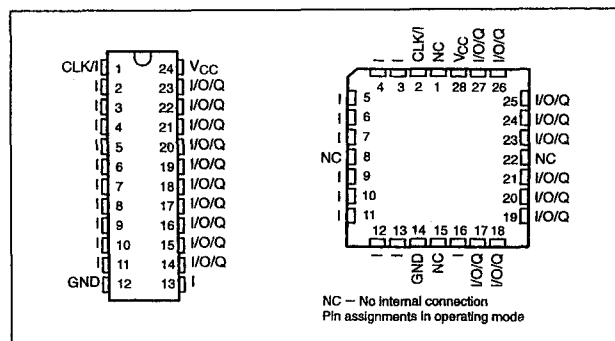 CLK/I 1 24 VCC
I 2 23 I/O/Q
I 3 22 I/O/Q
I 4 21 I/O/Q
I 5 20 I/O/Q
I 6 19 I/O/Q
I 7 18 I/O/Q
I 8 17 I/O/Q
I 9 16 I/O/Q
I 10 15 I/O/Q
I 11 14 I/O/Q
GND 12 13 I
I I CLK/I NC VCC I/O/Q I/O/Q
4 3 2 1 28 27 26
I 5 25 I/O/Q
I 6 24 I/O/Q
I 7 23 I/O/Q
NC 8 22 NC
I 9 21 I/O/Q
I 10 20 I/O/Q
I 11 19 I/O/Q
12 13 14 15 16 17 18
I I GND NC I I/O/Q I/O/Q
NC – No internal connection
Pin assignments in operating mode